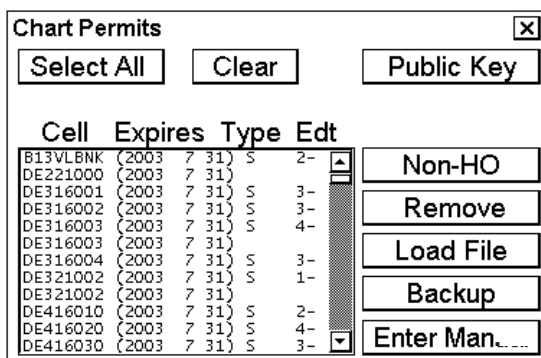 Chart Permits
Select All Clear Public Key
Cell Expires Type Edt
B13VLBNK (2003 7 31) S 2-
DE221000 (2003 7 31)
DE316001 (2003 7 31) S 3-
DE316002 (2003 7 31) S 3-
DE316003 (2003 7 31) S 4-
DE316003 (2003 7 31)
DE316004 (2003 7 31) S 3-
DE321002 (2003 7 31) S 1-
DE321002 (2003 7 31)
DE416010 (2003 7 31) S 2-
DE416020 (2003 7 31) S 4-
DE416030 (2003 7 31) S 3-
Non-HO
Remove
Load File
Backup
Enter Man....